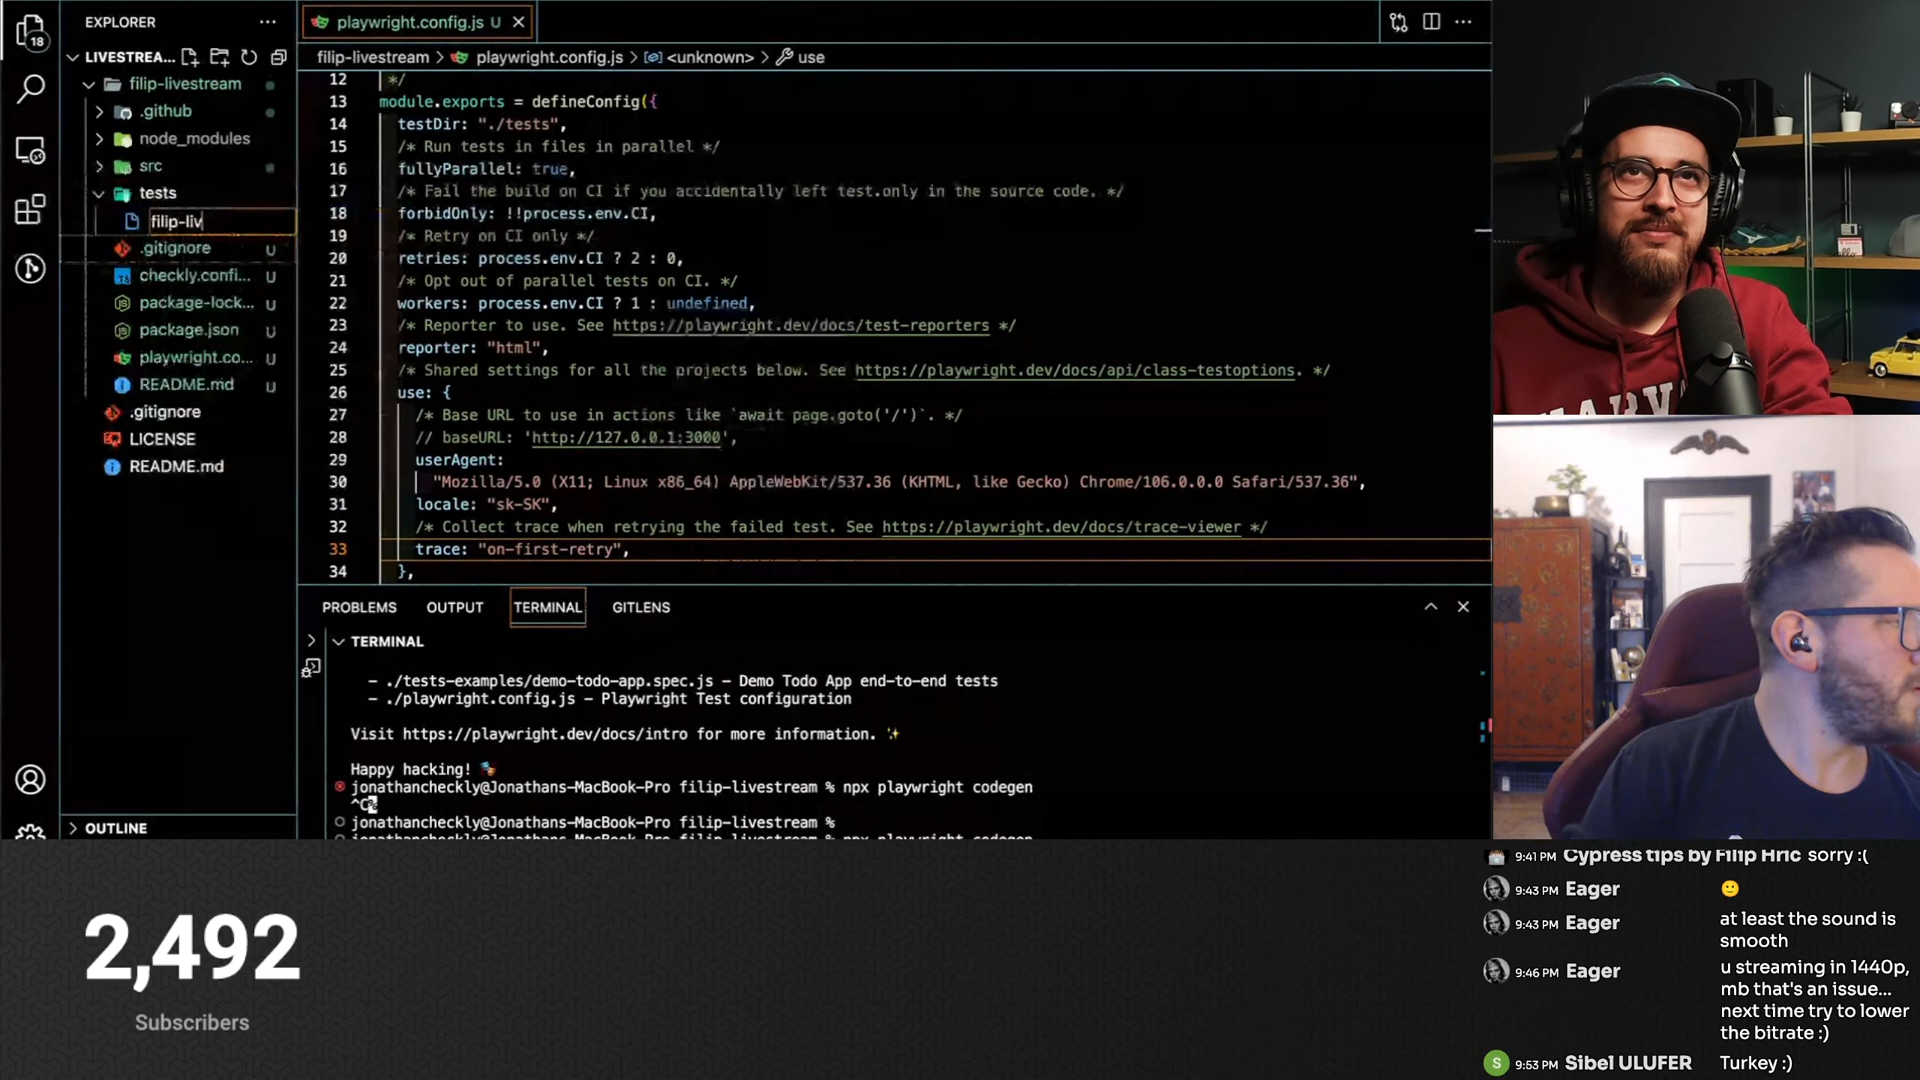 EXPLORER
LIVESTREA...
filip-livestream
.github
node_modules
src
tests
filip-liv
.gitignore U
checkly.confi... U
package-lock... U
package.json U
playwright.co... U
README.md U
.gitignore
LICENSE
README.md
OUTLINE
18
playwright.config.js U
filip-livestream > playwright.config.js > <unknown> > use
12 */
13 module.exports = defineConfig({
14 testDir: "./tests",
15 /* Run tests in files in parallel */
16 fullyParallel: true,
17 /* Fail the build on CI if you accidentally left test.only in the source code. */
18 forbidOnly: !!process.env.CI,
19 /* Retry on CI only */
20 retries: process.env.CI ? 2 : 0,
21 /* Opt out of parallel tests on CI. */
22 workers: process.env.CI ? 1 : undefined,
23 /* Reporter to use. See https://playwright.dev/docs/test-reporters */
24 reporter: "html",
25 /* Shared settings for all the projects below. See https://playwright.dev/docs/api/class-testoptions. */
26 use: {
27 /* Base URL to use in actions like `await page.goto('/')`. */
28 // baseURL: 'http://127.0.0.1:3000',
29 userAgent:
30 "Mozilla/5.0 (X11; Linux x86_64) AppleWebKit/537.36 (KHTML, like Gecko) Chrome/106.0.0.0 Safari/537.36",
31 locale: "sk-SK",
32 /* Collect trace when retrying the failed test. See https://playwright.dev/docs/trace-viewer */
33 trace: "on-first-retry",
34 },
PROBLEMS OUTPUT TERMINAL GITLENS
TERMINAL
- ./tests-examples/demo-todo-app.spec.js - Demo Todo App end-to-end tests
- ./playwright.config.js - Playwright Test configuration
Visit https://playwright.dev/docs/intro for more information. ✨
Happy hacking! 🎭
jonathancheckly@Jonathans-MacBook-Pro filip-livestream % npx playwright codegen
^C%
jonathancheckly@Jonathans-MacBook-Pro filip-livestream %
jonathancheckly@Jonathans-MacBook-Pro filip-livestream % npx playwright codegen
2,492
Subscribers
9:41 PM Cypress tips by Filip Hric sorry :(
9:43 PM Eager 🙂
9:43 PM Eager at least the sound is
smooth
9:46 PM Eager u streaming in 1440p,
mb that's an issue...
next time try to lower
the bitrate :)
S 9:53 PM Sibel ULUFER Turkey :)